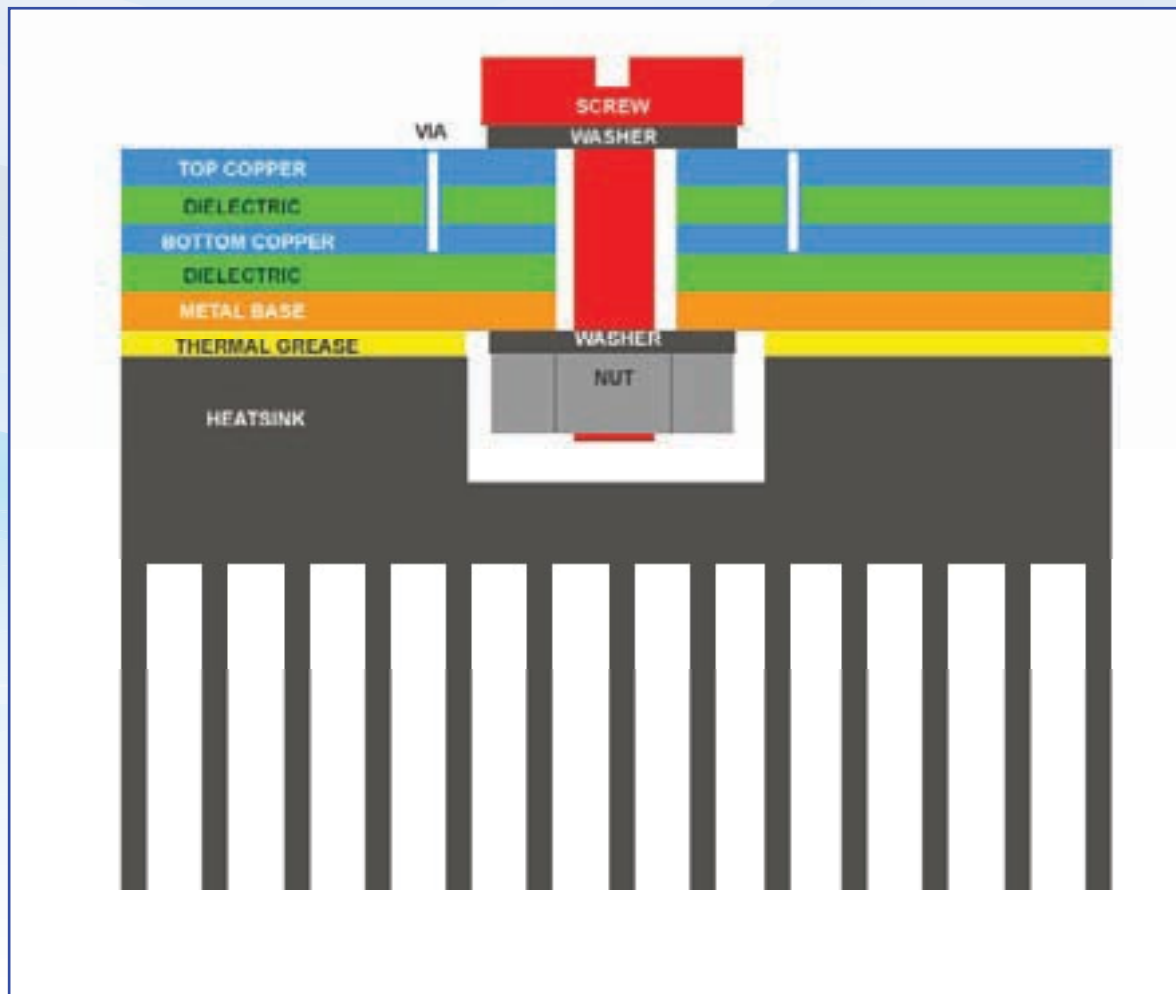 SCREW
VIA
WASHER
TOP COPPER
DIELECTRIC
BOTTOM COPPER
DIELECTRIC
METAL BASE
WASHER
THERMAL GREASE
NUT
HEATSINK